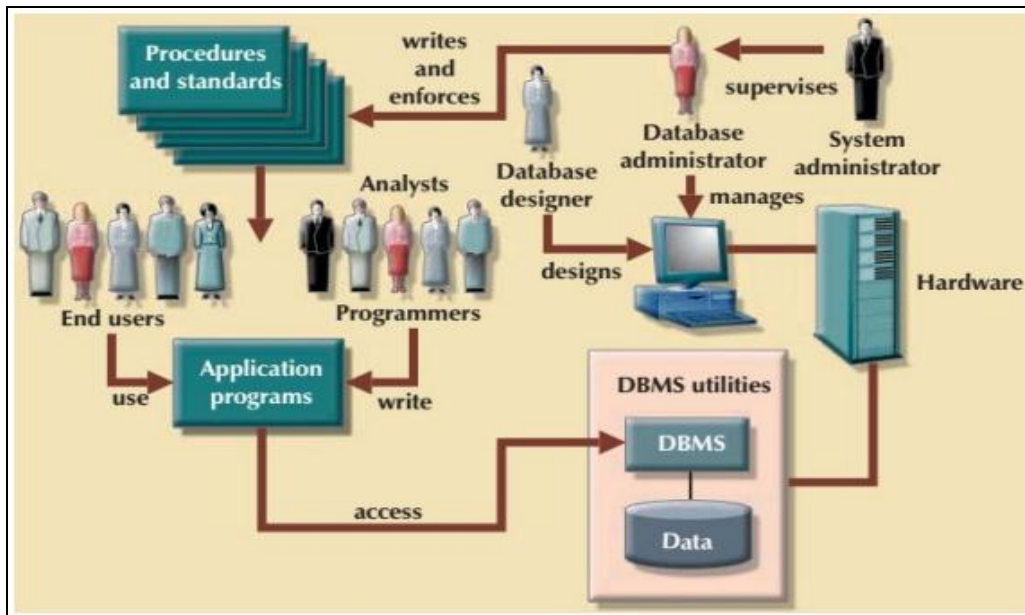 Procedures
and standards
writes
and
enforces
supervises
Database
administrator
System
administrator
Database
designer
Analysts
manages
designs
Hardware
End users
Programmers
use
Application
programs
write
DBMS utilities
DBMS
access
Data